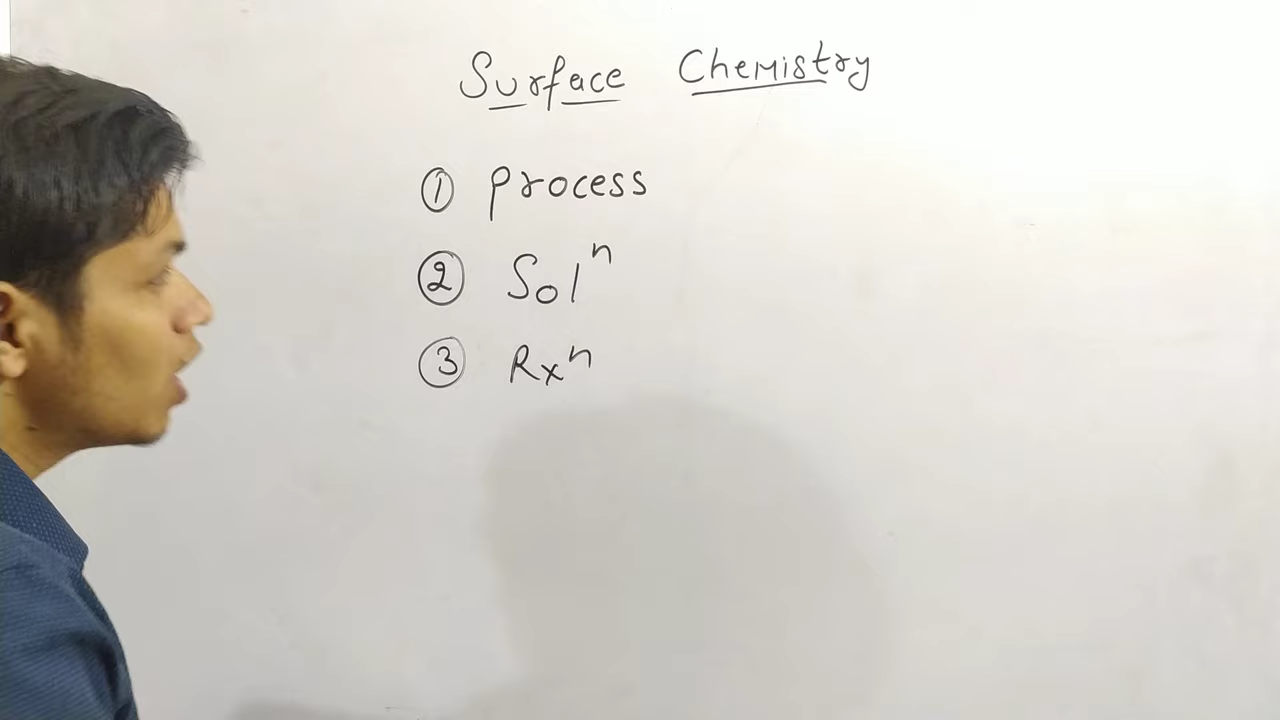 Surface Chemistry
① Process
② Solⁿ
③ Rxⁿ